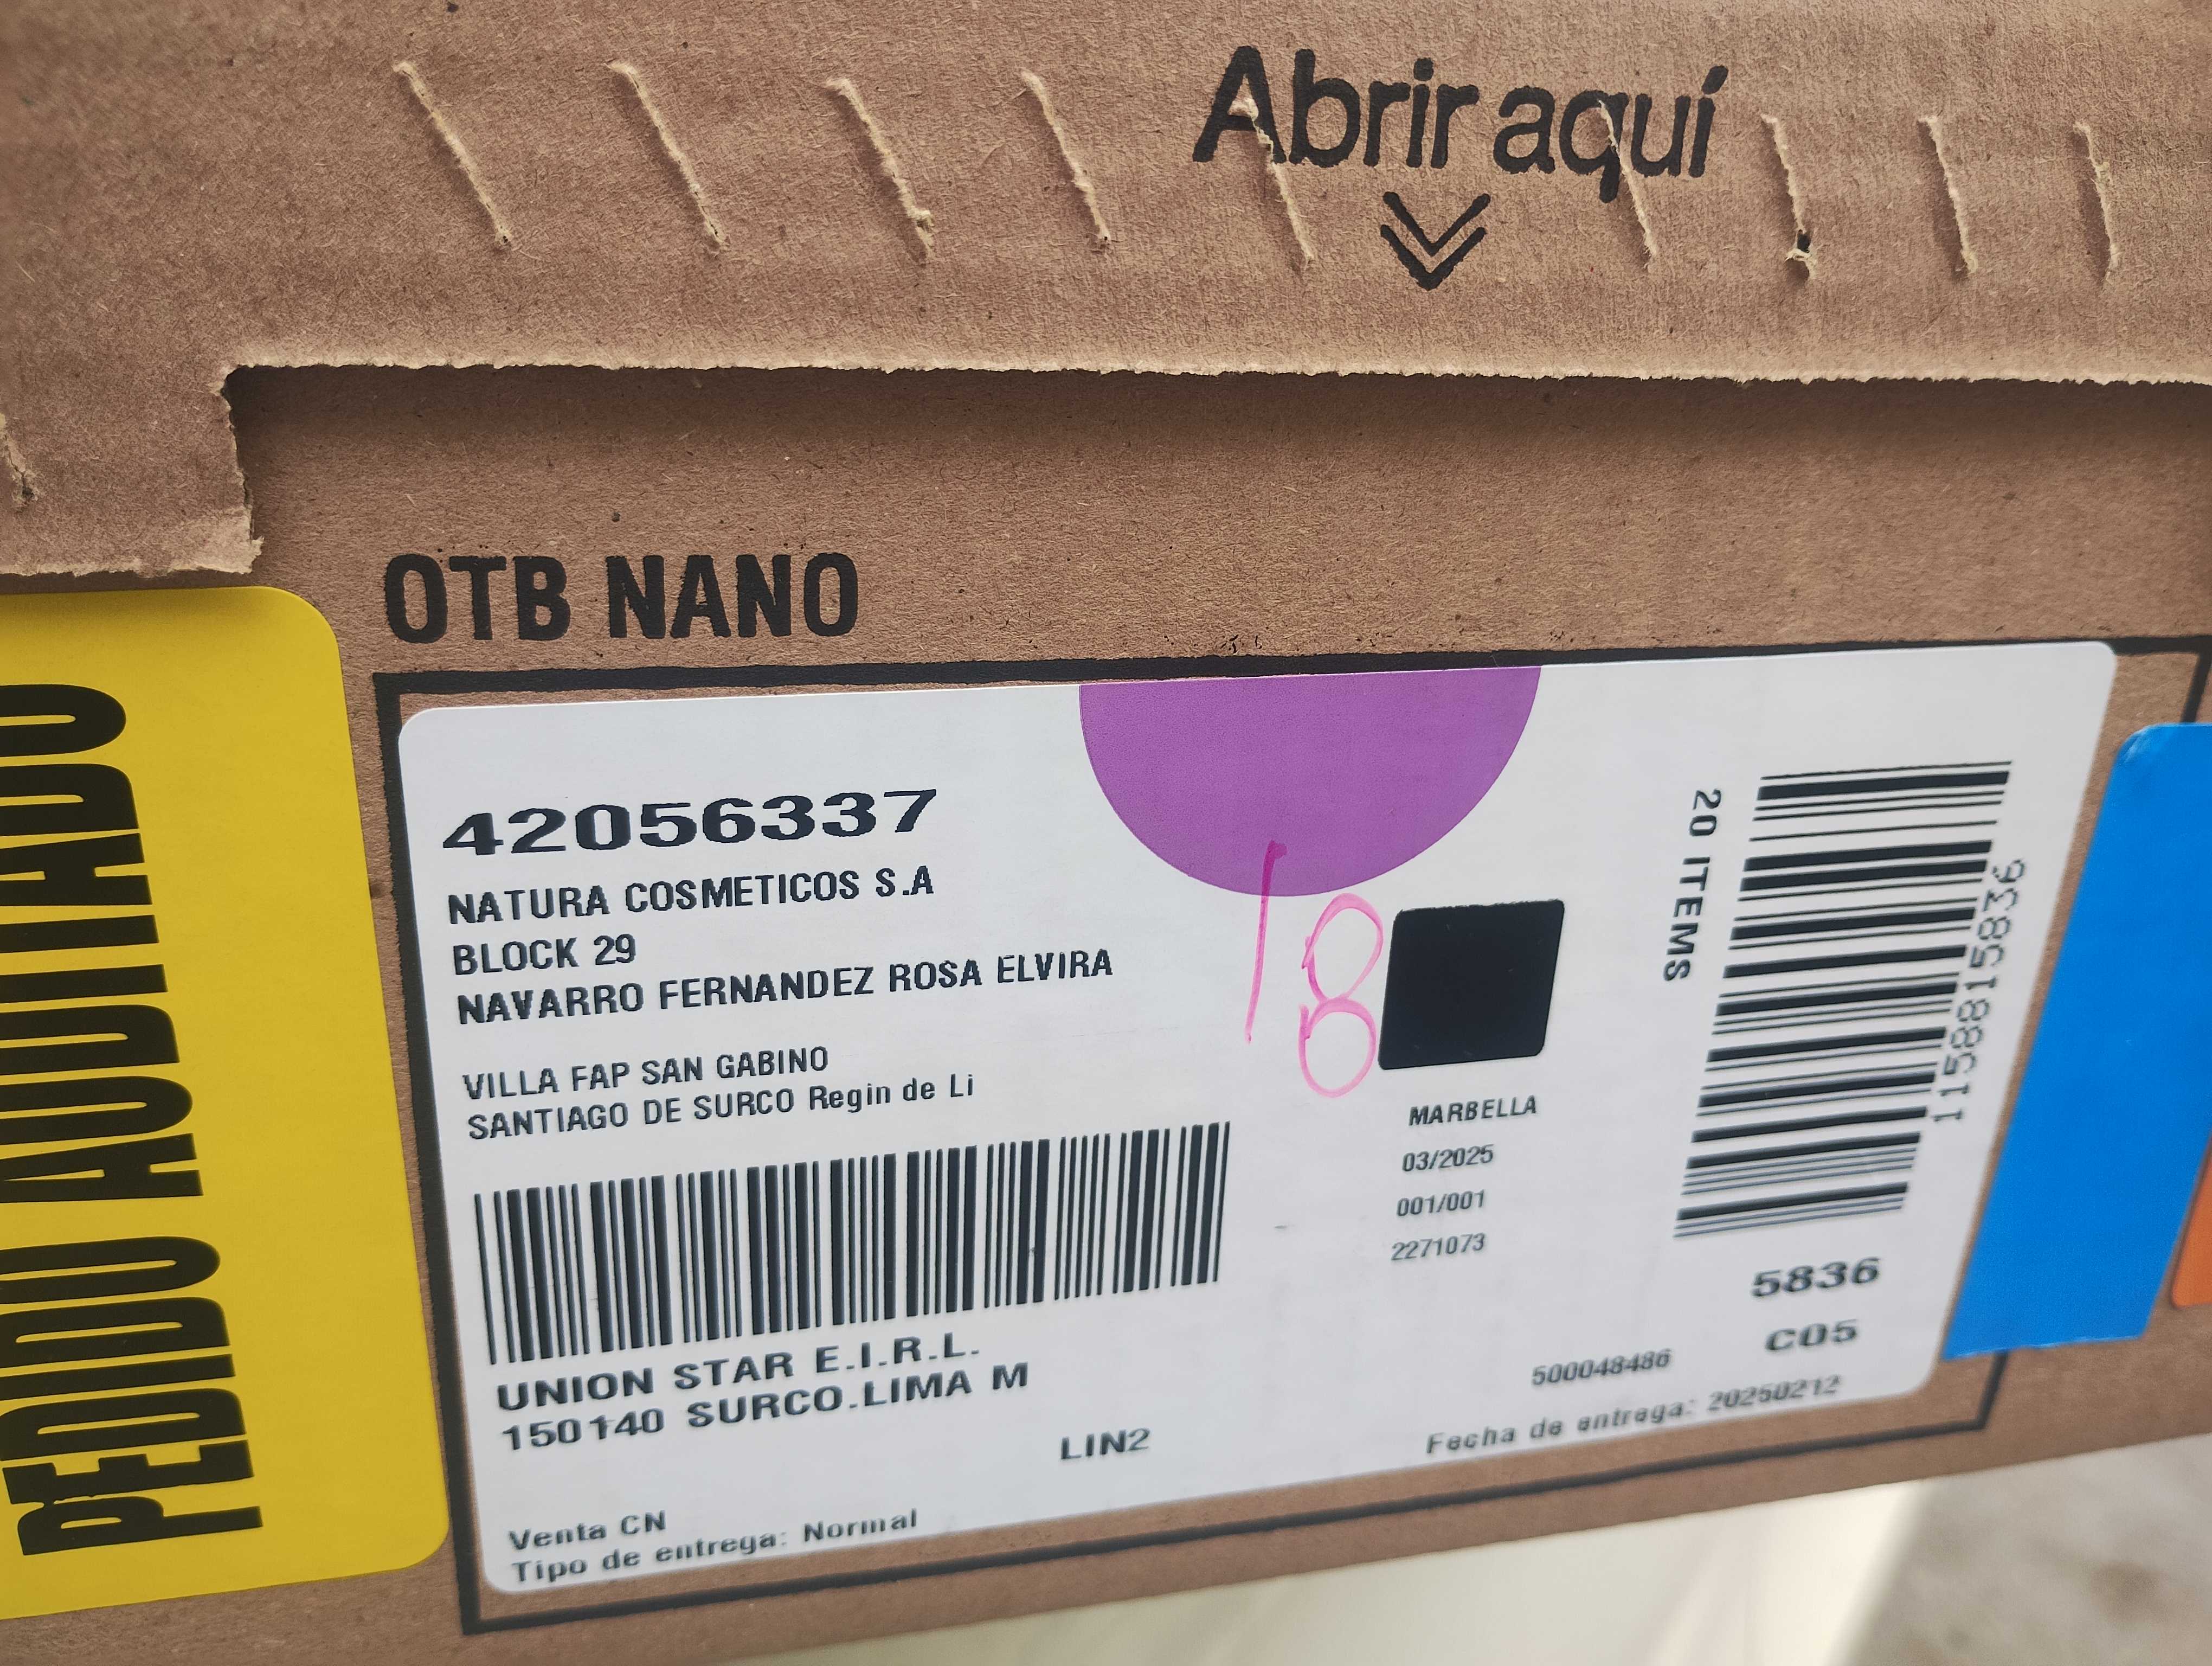 Abrir aquí
OTB NANO
PEDIDO AUDITADO
42056337
NATURA COSMETICOS S.A
BLOCK 29
NAVARRO FERNANDEZ ROSA ELVIRA
VILLA FAP SAN GABINO
SANTIAGO DE SURCO Regin de Li
18
MARBELLA
03/2025
001/001
2271073
20 ITEMS
1158815836
5836
C05
500048486
Fecha de entrega: 20250212
UNION STAR E.I.R.L.
150140 SURCO.LIMA M
LIN2
Venta CN
Tipo de entrega: Normal